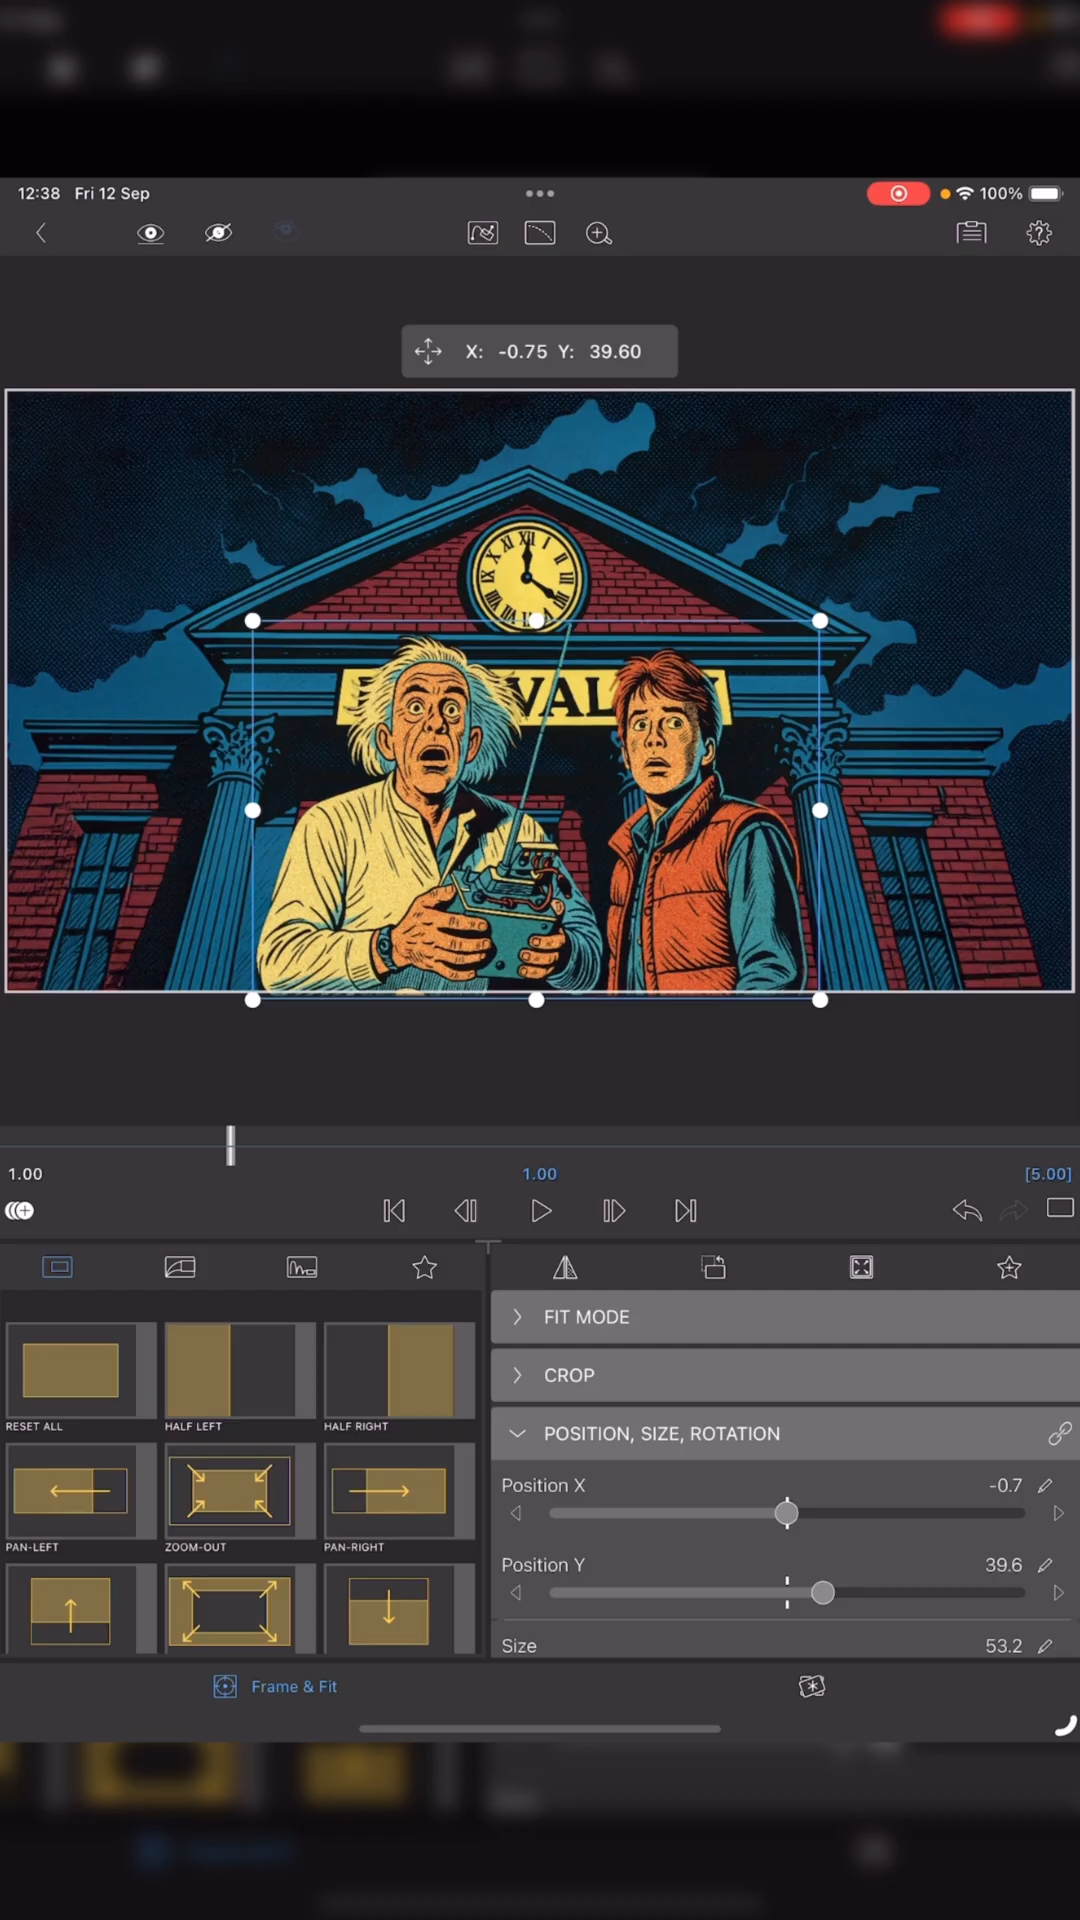 12:38 Fri 12 Sep
100%
X: -0.75 Y: 39.60
XII
VAL
1.00
1.00
[5.00]
FIT MODE
CROP
RESET ALL
HALF LEFT
HALF RIGHT
POSITION, SIZE, ROTATION
Position X
-0.7
PAN-LEFT
ZOOM-OUT
PAN-RIGHT
Position Y
39.6
Size
53.2
Frame & Fit